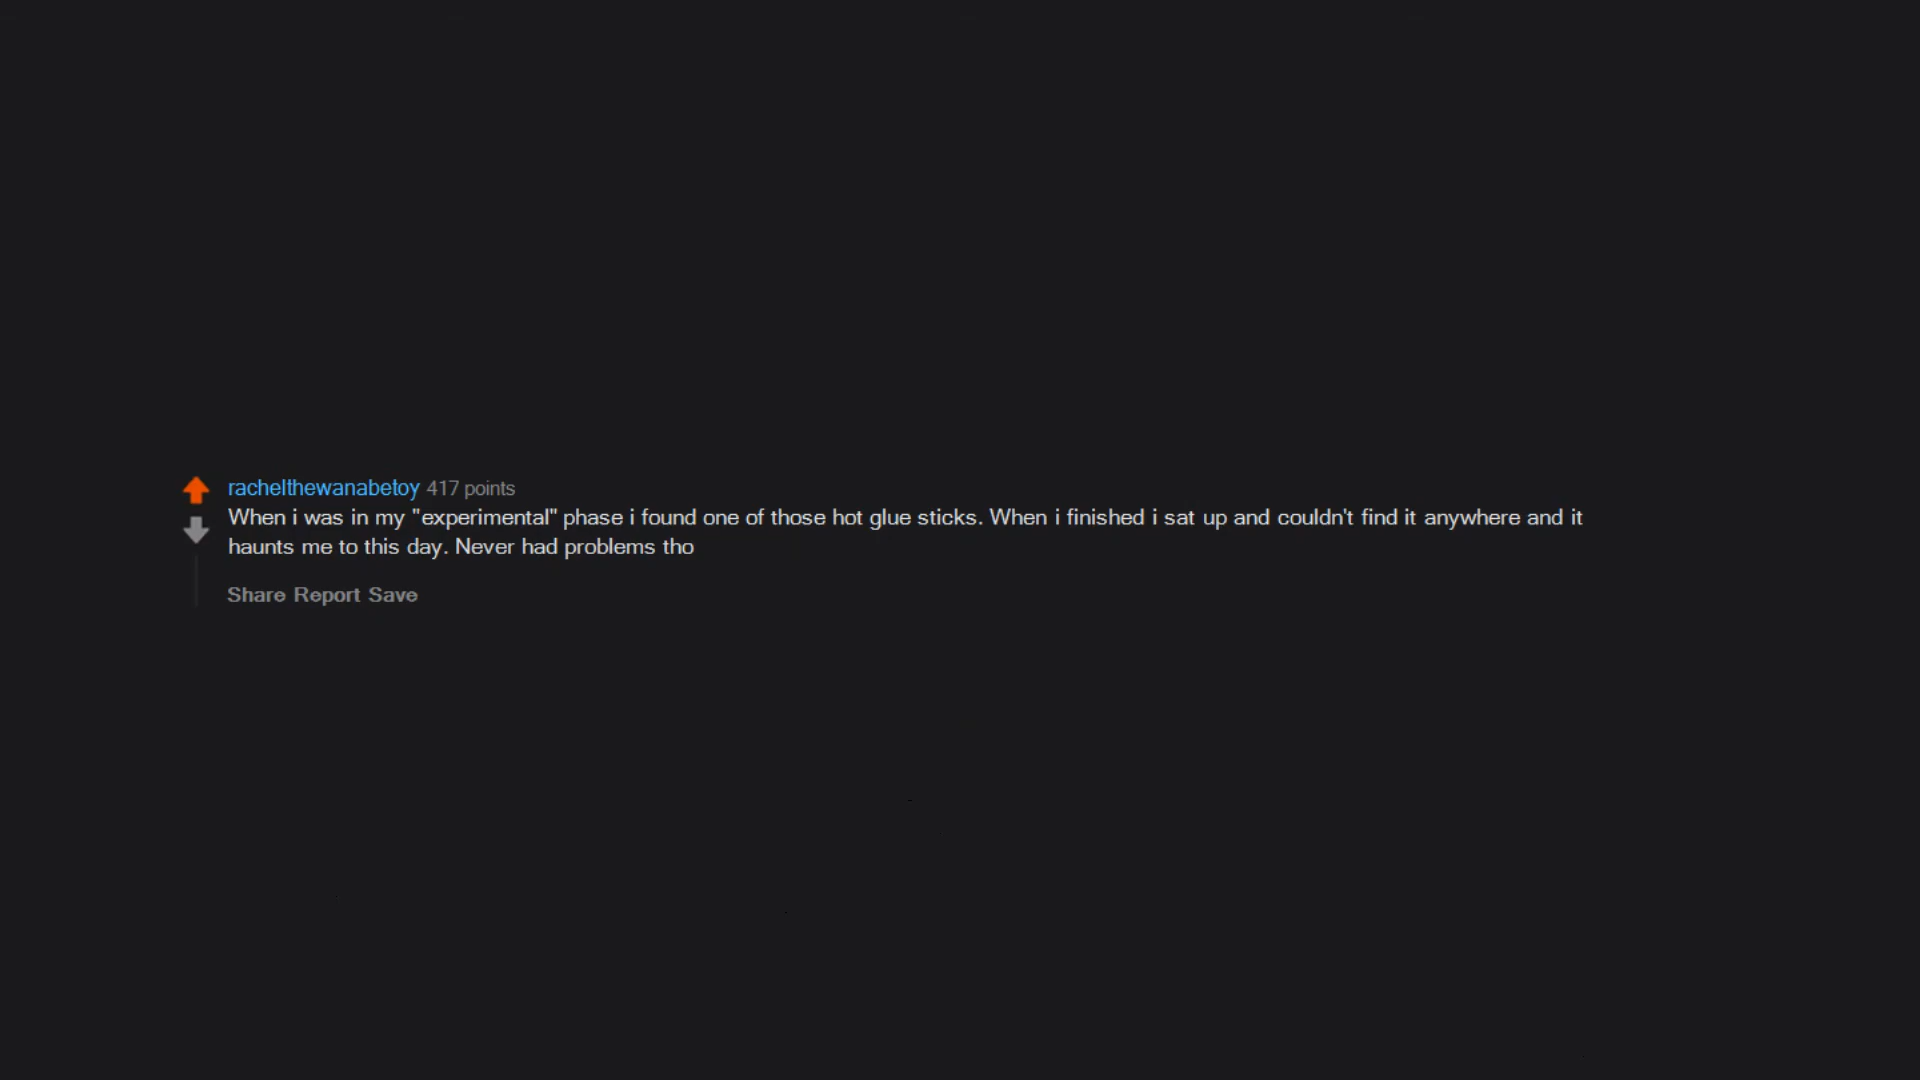 rachelthewanabetoy 417 points
When i was in my "experimental" phase i found one of those hot glue sticks. When i finished i sat up and couldn't find it anywhere and it
haunts me to this day. Never had problems tho
Share Report Save